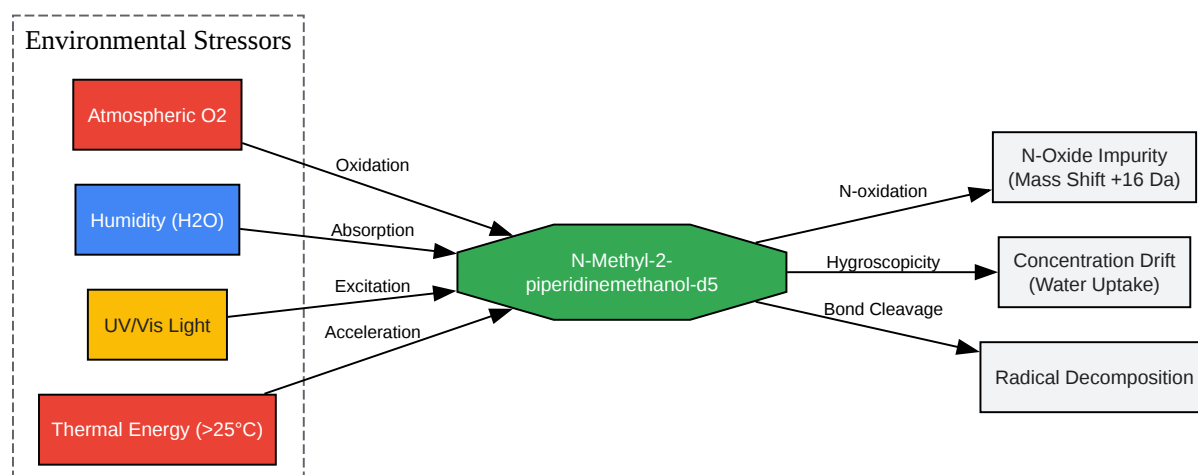 Environmental Stressors
Atmospheric O2
Humidity (H2O)
UV/Vis Light
Thermal Energy (>25°C)
Oxidation
Absorption
Excitation
Acceleration
N-Methyl-2-
piperidinemethanol-d5
N-oxidation
Hygroscopicity
Bond Cleavage
N-Oxide Impurity
(Mass Shift +16 Da)
Concentration Drift
(Water Uptake)
Radical Decomposition